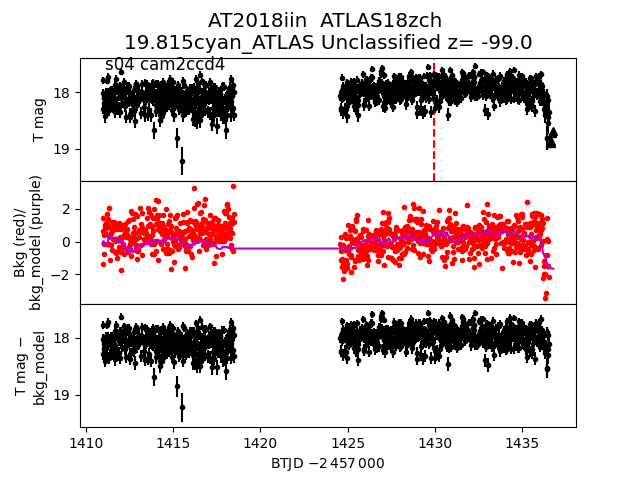 AT2018iin  ATLAS18zch
19.815cyan_ATLAS Unclassified z= -99.0
s04 cam2ccd4
T mag
18
19
Bkg (red)/
bkg_model (purple)
2
0
−2
T mag −
bkg_model
18
19
1410 1415 1420 1425 1430 1435
BTJD −2 457 000